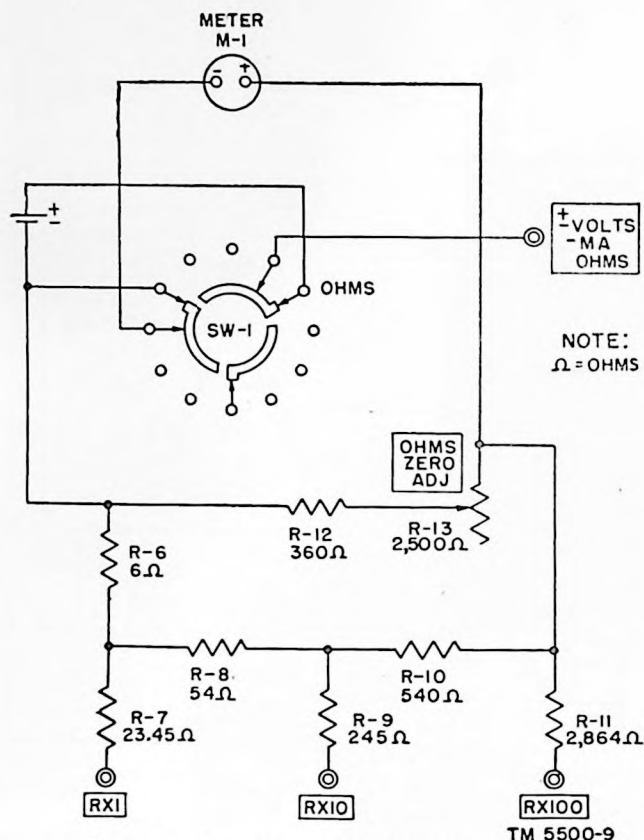 METER
M-1
- +
+
-
+
-VOLTS
-MA
OHMS
OHMS
SW-1
NOTE:
Ω = OHMS
OHMS
ZERO
ADJ
R-12
360Ω
R-13
2,500Ω
R-6
6Ω
R-8
54Ω
R-10
540Ω
R-7
23.45Ω
R-9
245Ω
R-11
2,864Ω
RX1
RX10
RX100
TM 5500-9